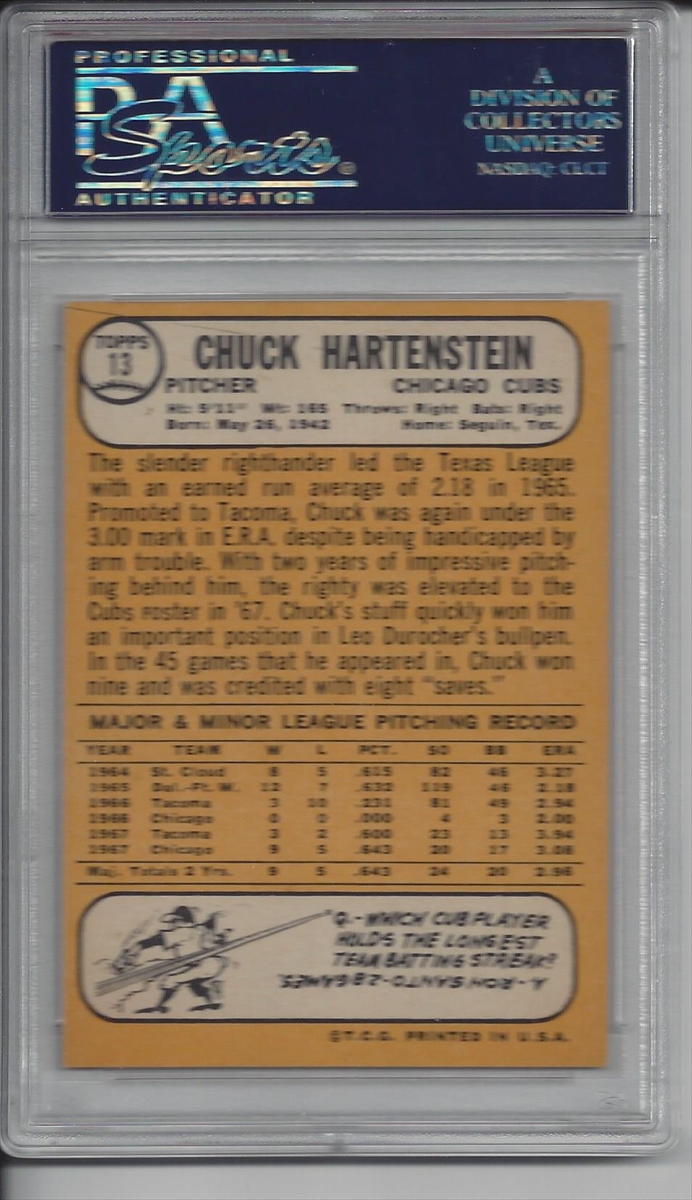 PROFESSIONAL
PSA
Sports
AUTHENTICATOR
A
DIVISION OF
COLLECTORS
UNIVERSE
NASDAQ: CLCT
TOPPS
13
CHUCK HARTENSTEIN
PITCHER CHICAGO CUBS
Ht: 5'11" Wt: 165 Throws: Right Bats: Right
Born: May 26, 1942 Home: Seguin, Tex.
The slender righthander led the Texas League
with an earned run average of 2.18 in 1965.
Promoted to Tacoma, Chuck was again under the
3.00 mark in E.R.A. despite being handicapped by
arm trouble. With two years of impressive pitch-
ing behind him, the righty was elevated to the
Cubs roster in '67. Chuck's stuff quickly won him
an important position in Leo Durocher's bullpen.
In the 45 games that he appeared in, Chuck won
nine and was credited with eight "saves."
MAJOR & MINOR LEAGUE PITCHING RECORD
YEAR TEAM W L PCT. SO BB ERA
1964 St. Cloud 8 5 .615 82 46 3.27
1965 Dal.-Ft. W. 12 7 .632 119 46 2.18
1966 Tacoma 3 10 .231 81 49 2.94
1966 Chicago 0 0 .000 4 3 2.00
1967 Tacoma 3 2 .600 23 13 3.94
1967 Chicago 9 5 .643 20 17 3.08
Maj. Totals 2 Yrs. 9 5 .643 24 20 2.96
Q.-WHICH CUB PLAYER
HOLDS THE LONGEST
TEAM BATTING STREAK?
A.-RON SANTO-28 GAMES.
©T.C.G. PRINTED IN U.S.A.